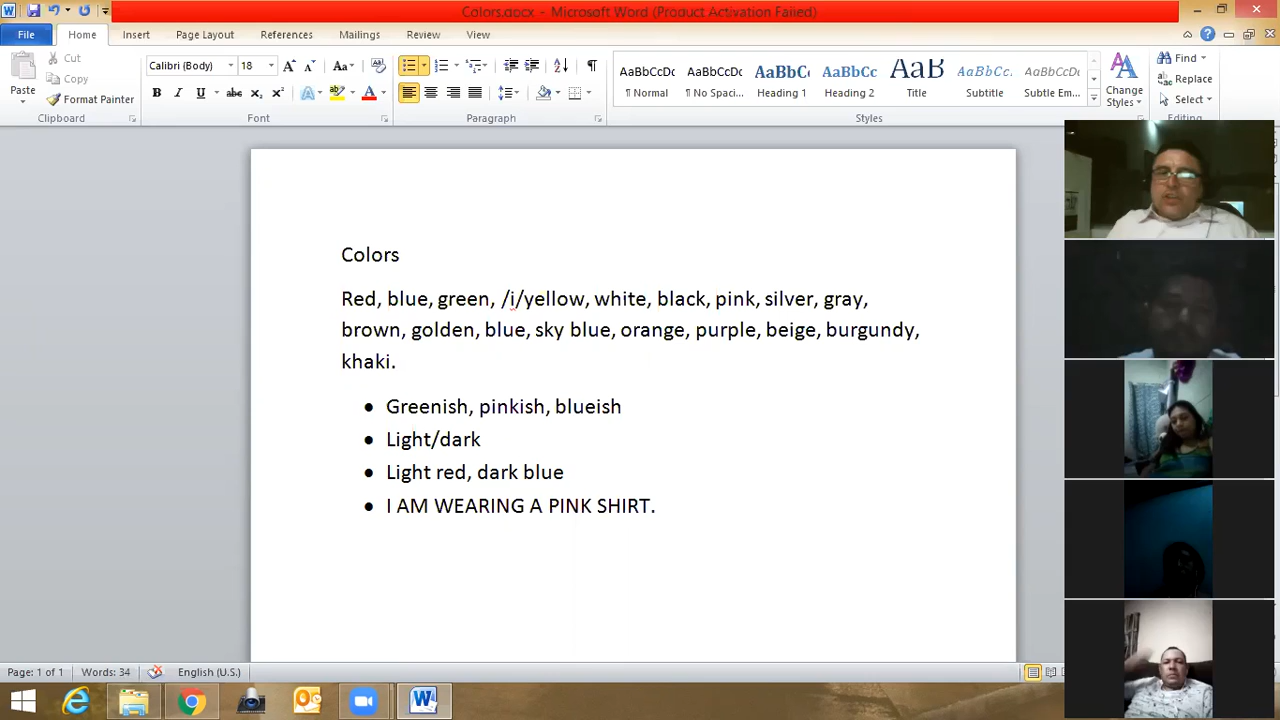 Colors.docx - Microsoft Word (Product Activation Failed)
File Home Insert Page Layout References Mailings Review View
Paste
Cut
Copy
Format Painter
Clipboard
Calibri (Body) 18
Font
Paragraph
AaBbCcDc AaBbCcDc AaBbC AaBbCc AaB AaBbCcD AaBbCcDc
¶ Normal ¶ No Spaci... Heading 1 Heading 2 Title Subtitle Subtle Em...
Styles
Change Styles
Find
Replace
Select
Editing
Colors
Red, blue, green, /i/yellow, white, black, pink, silver, gray,
brown, golden, blue, sky blue, orange, purple, beige, burgundy,
khaki.
• Greenish, pinkish, blueish
• Light/dark
• Light red, dark blue
• I AM WEARING A PINK SHIRT.
Page: 1 of 1 Words: 34 English (U.S.)